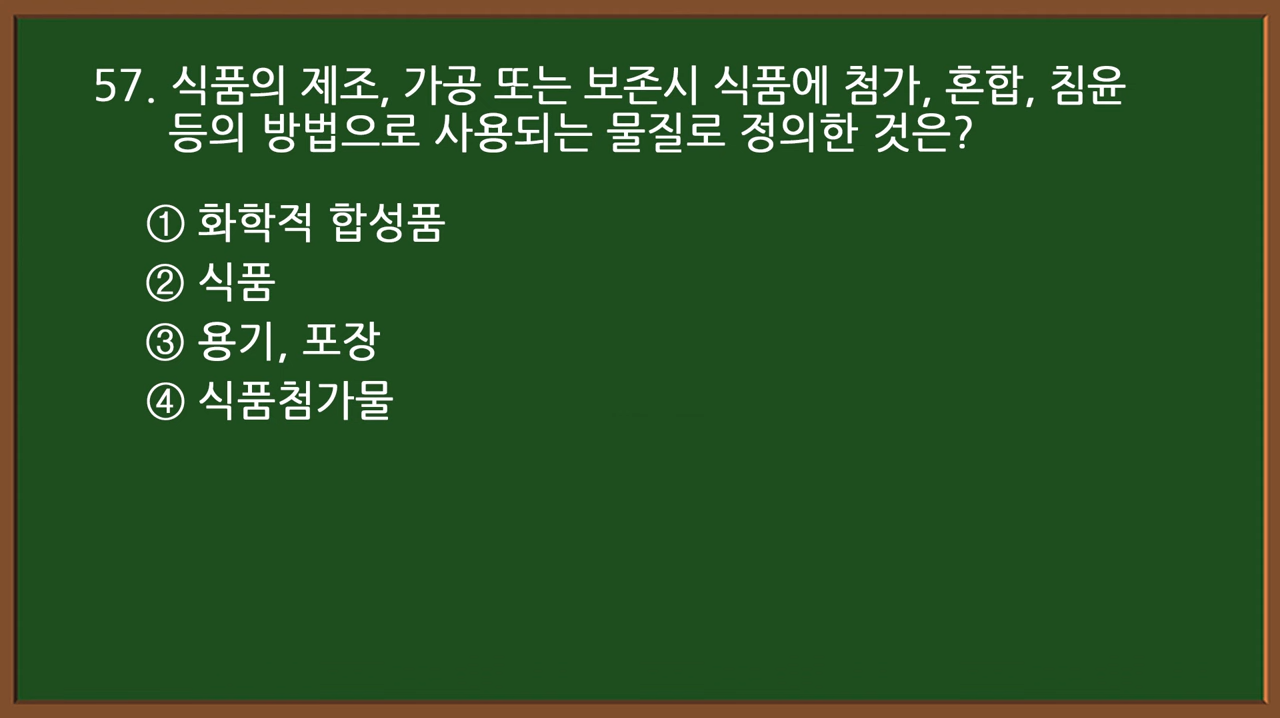 57. 식품의 제조, 가공 또는 보존시 식품에 첨가, 혼합, 침윤
등의 방법으로 사용되는 물질로 정의한 것은?
① 화학적 합성품
② 식품
③ 용기, 포장
④ 식품첨가물